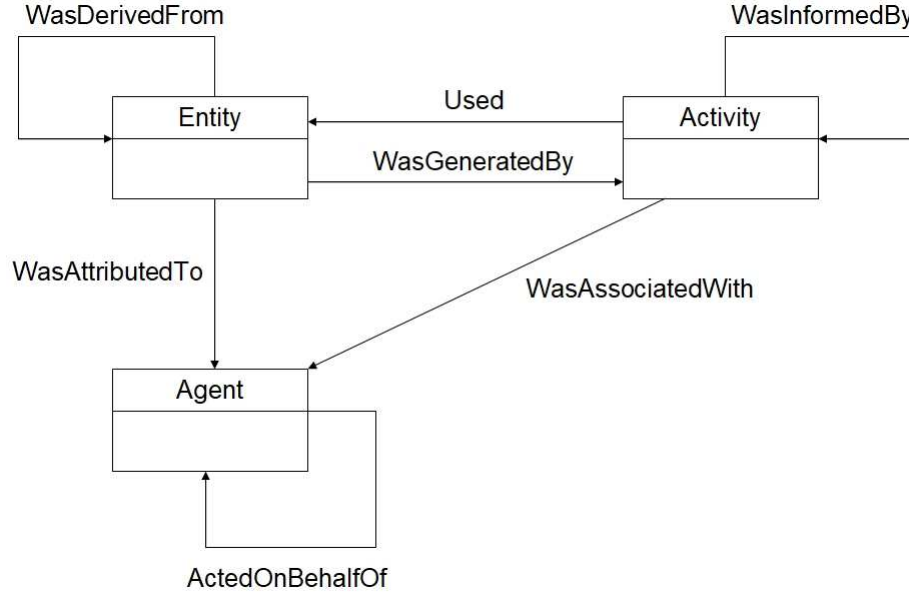 WasDerivedFrom
WasInformedBy
Entity
Used
Activity
WasGeneratedBy
WasAttributedTo
WasAssociatedWith
Agent
ActedOnBehalfOf